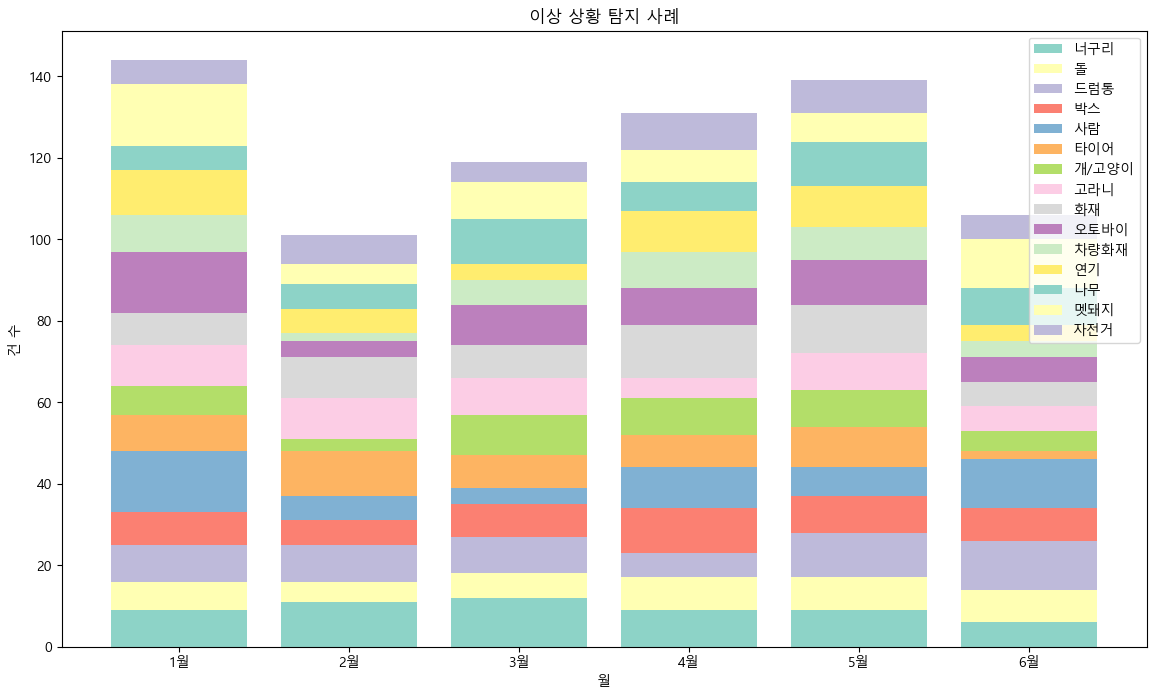 이상 상황 탐지 사례
건 수
140
120
100
80
60
40
20
0
1월
2월
3월
4월
5월
6월
월
너구리
돌
드럼통
박스
사람
타이어
개/고양이
고라니
화재
오토바이
차량화재
연기
나무
멧돼지
자전거